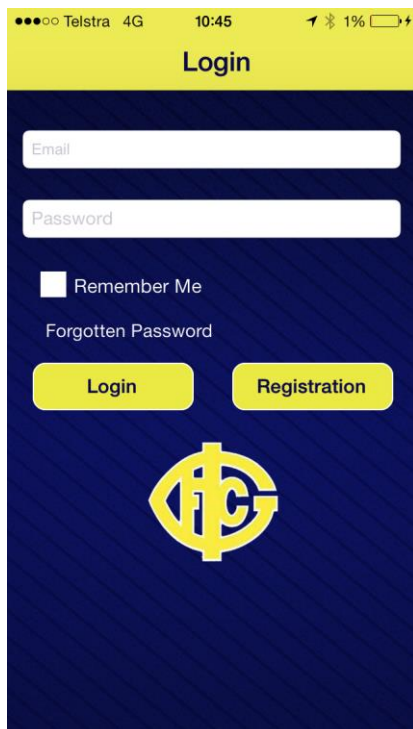 Telstra 4G 10:45 1%
Login
Email
Password
Remember Me
Forgotten Password
Login Registration